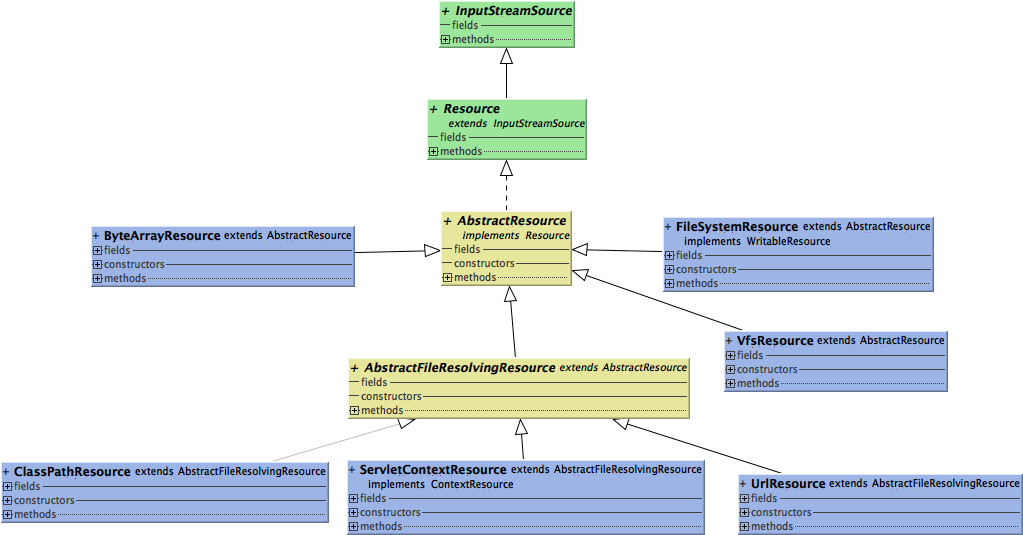 + InputStreamSource
fields
methods
+ Resource
extends InputStreamSource
fields
methods
+ AbstractResource
implements Resource
fields
constructors
methods
+ ByteArrayResource extends AbstractResource
fields
constructors
methods
+ FileSystemResource extends AbstractResource
implements WritableResource
fields
constructors
methods
+ VfsResource extends AbstractResource
fields
constructors
methods
+ AbstractFileResolvingResource extends AbstractResource
fields
constructors
methods
+ ClassPathResource extends AbstractFileResolvingResource
fields
constructors
methods
+ ServletContextResource extends AbstractFileResolvingResource
implements ContextResource
fields
constructors
methods
+ UrlResource extends AbstractFileResolvingResource
fields
constructors
methods